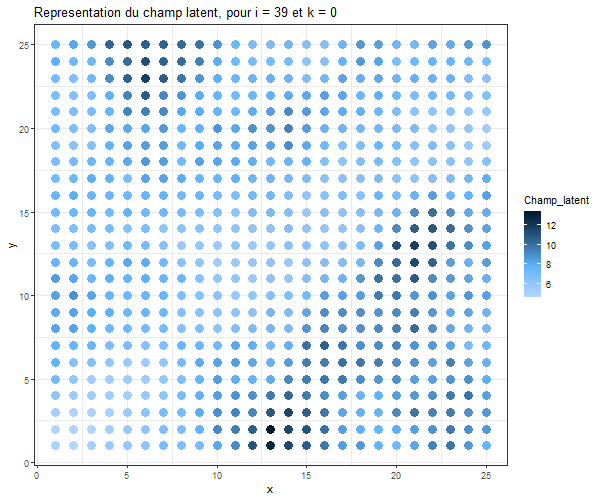 Representation du champ latent, pour i = 39 et k = 0
25
20
15
10
5
0
y
0 5 10 15 20 25
x
Champ_latent
12
10
8
6